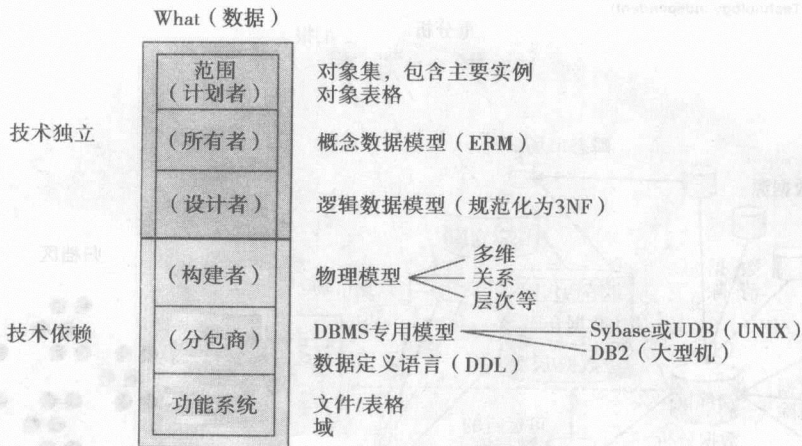 What（数据）
范围
（计划者）
对象集，包含主要实例
对象表格
技术独立
（所有者）
概念数据模型（ERM）
（设计者）
逻辑数据模型（规范化为3NF）
（构建者）
物理模型
多维
关系
层次等
技术依赖
（分包商）
DBMS专用模型
Sybase或UDB（UNIX）
DB2（大型机）
数据定义语言（DDL）
功能系统
文件/表格
域